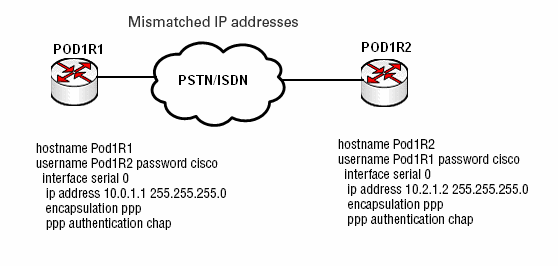 Mismatched IP addresses
POD1R1
POD1R2
PSTN/ISDN
hostname Pod1R1
username Pod1R2 password cisco
interface serial 0
ip address 10.0.1.1 255.255.255.0
encapsulation ppp
ppp authentication chap
hostname Pod1R2
username Pod1R1 password cisco
interface serial 0
ip address 10.2.1.2 255.255.255.0
encapsulation ppp
ppp authentication chap